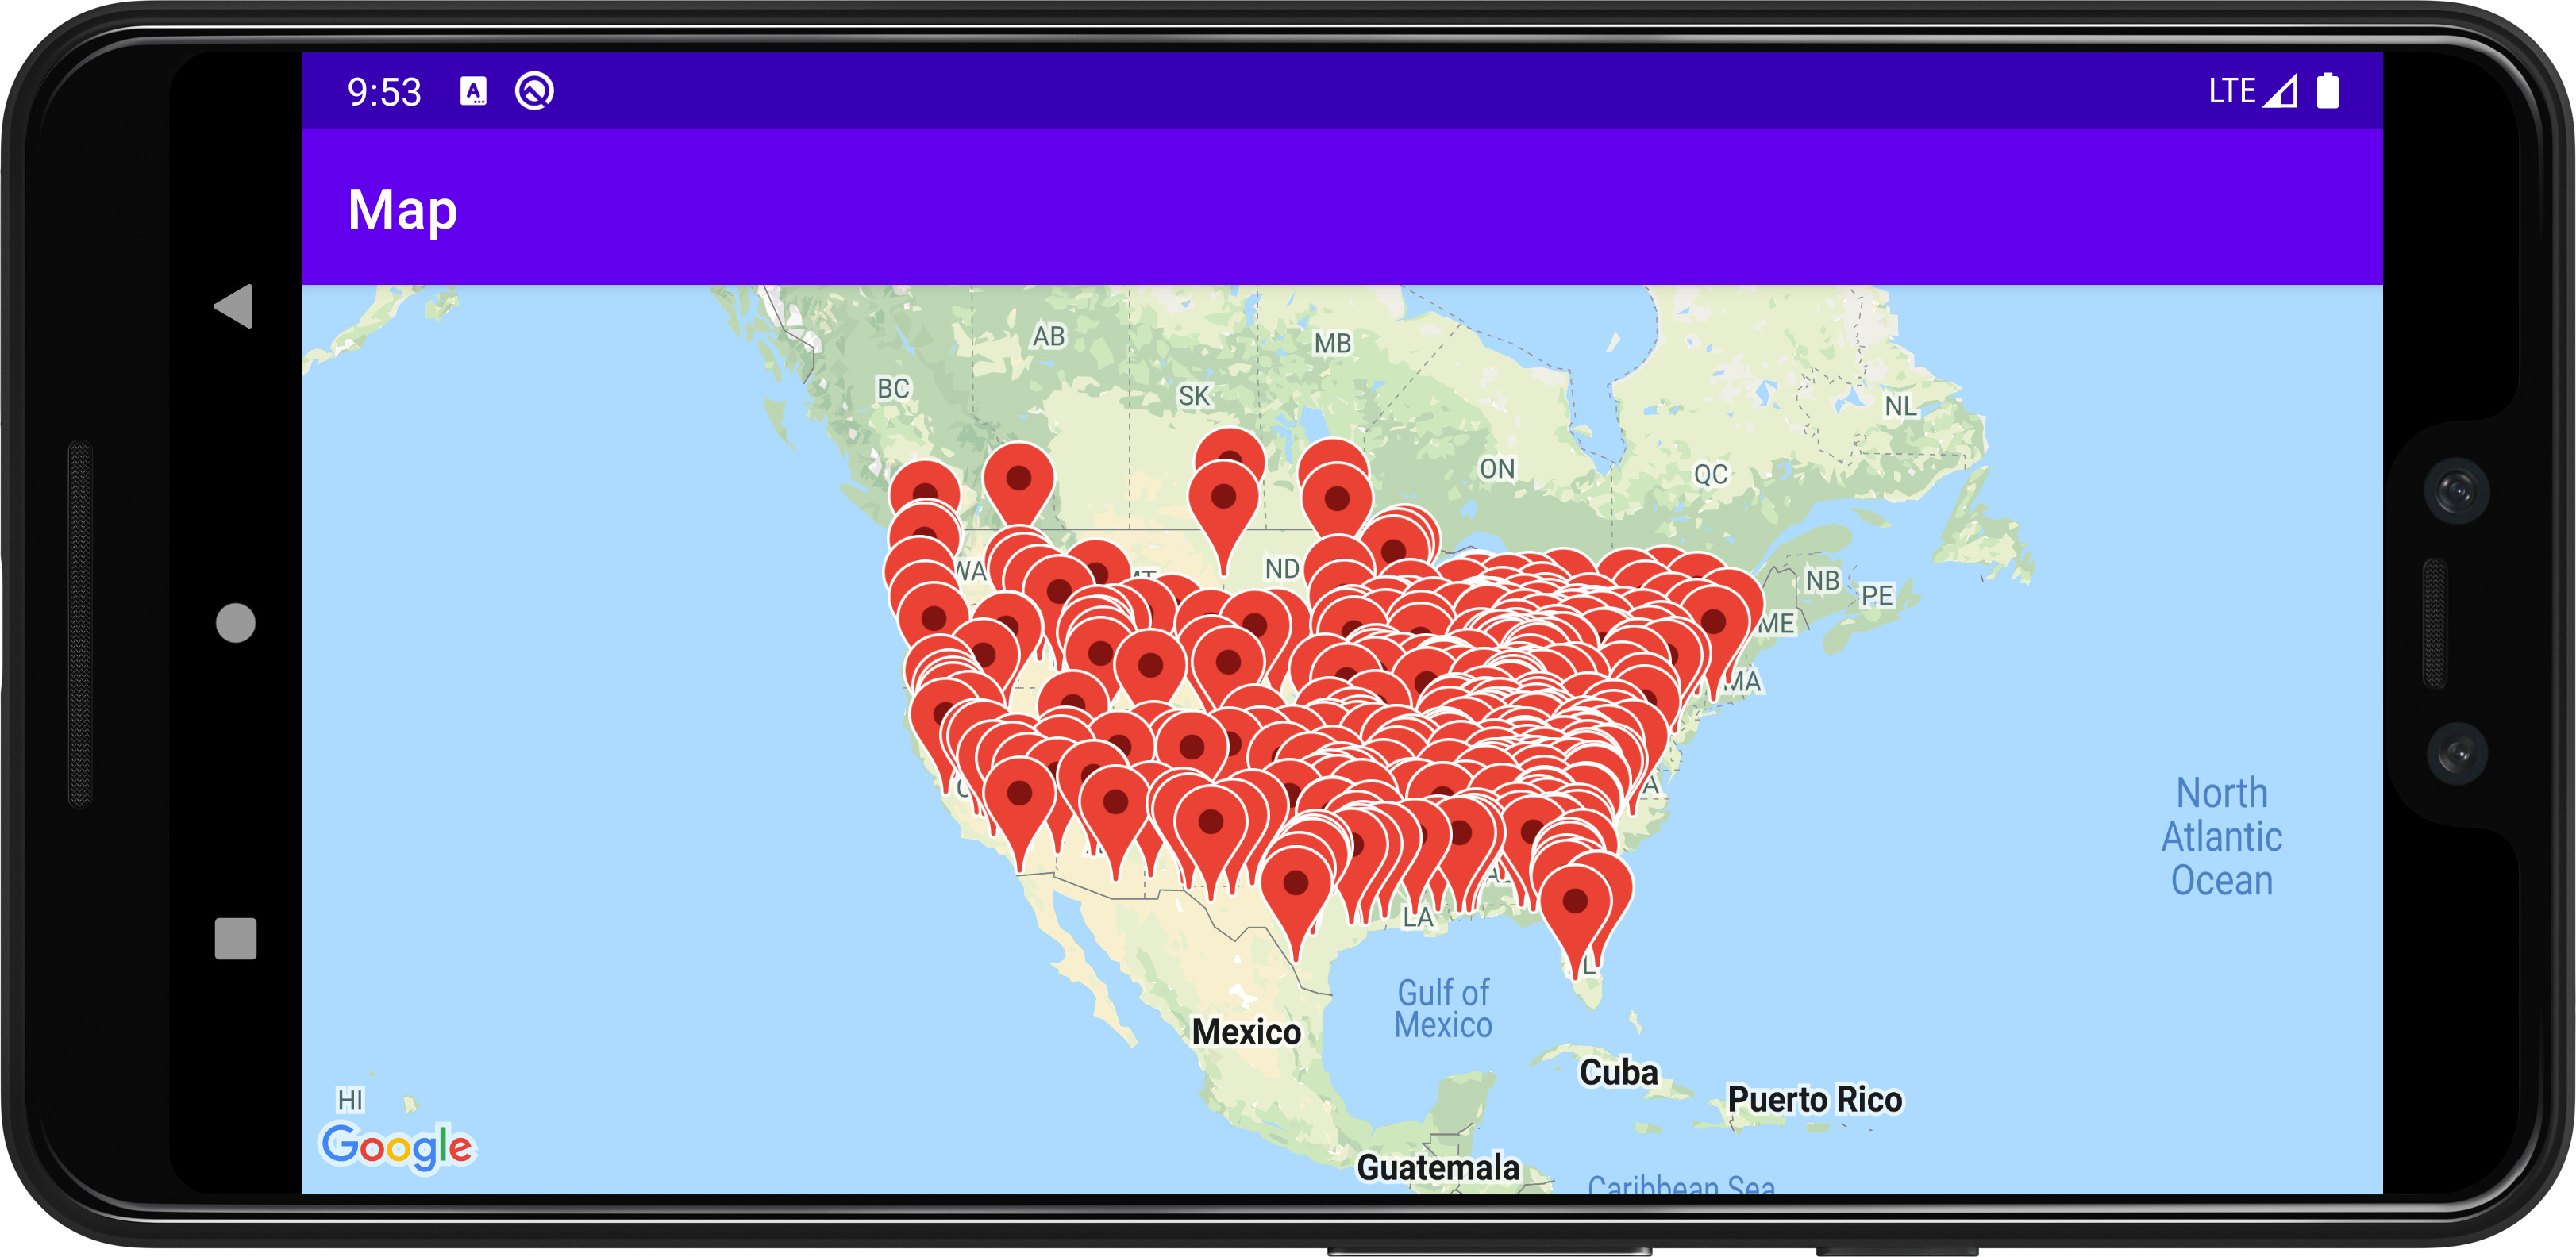 9:53
LTE
Map
AB
MB
BC
SK
NL
ON
QC
WA
ND
NB
PE
ME
MA
LA
North
Atlantic
Ocean
Gulf of
Mexico
Mexico
Cuba
Puerto Rico
HI
Google
Guatemala
Caribbean Sea